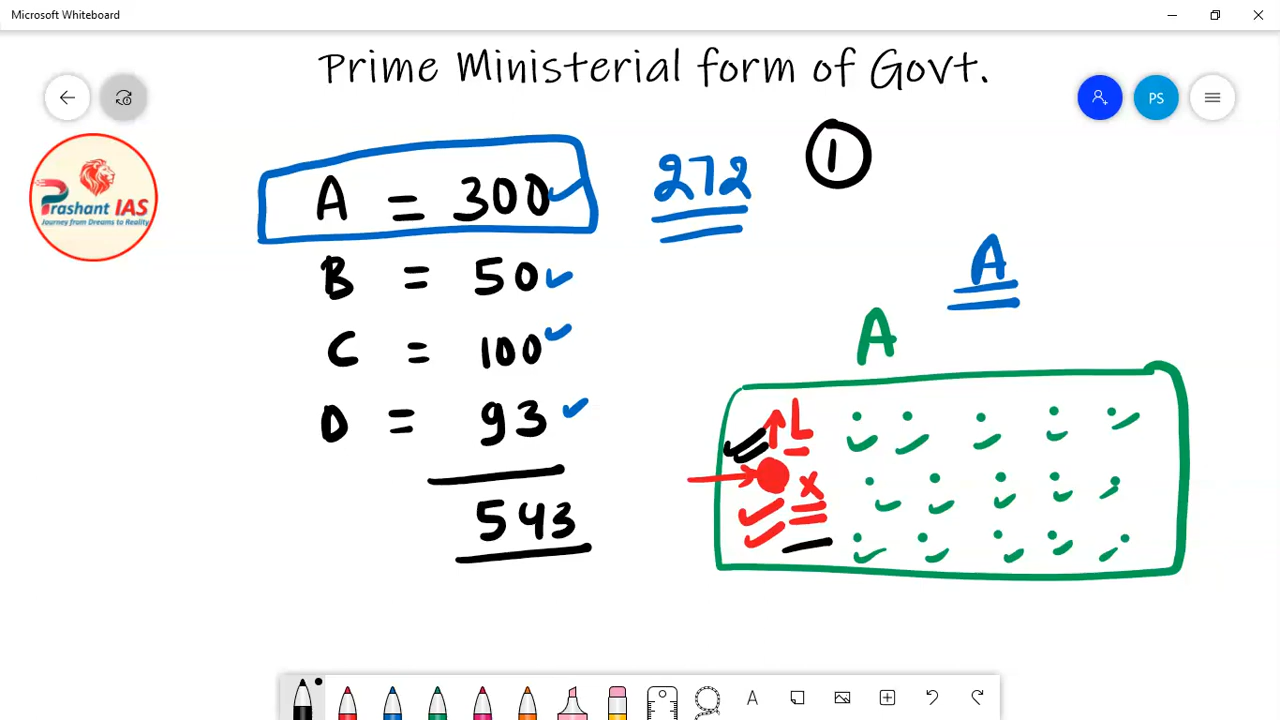 Microsoft Whiteboard
Prime Ministerial form of Govt.
PS
Prashant IAS
Journey from Dreams to Reality
A = 300
272
1
B = 50
A
C = 100
A
D = 93
L
X
543
A